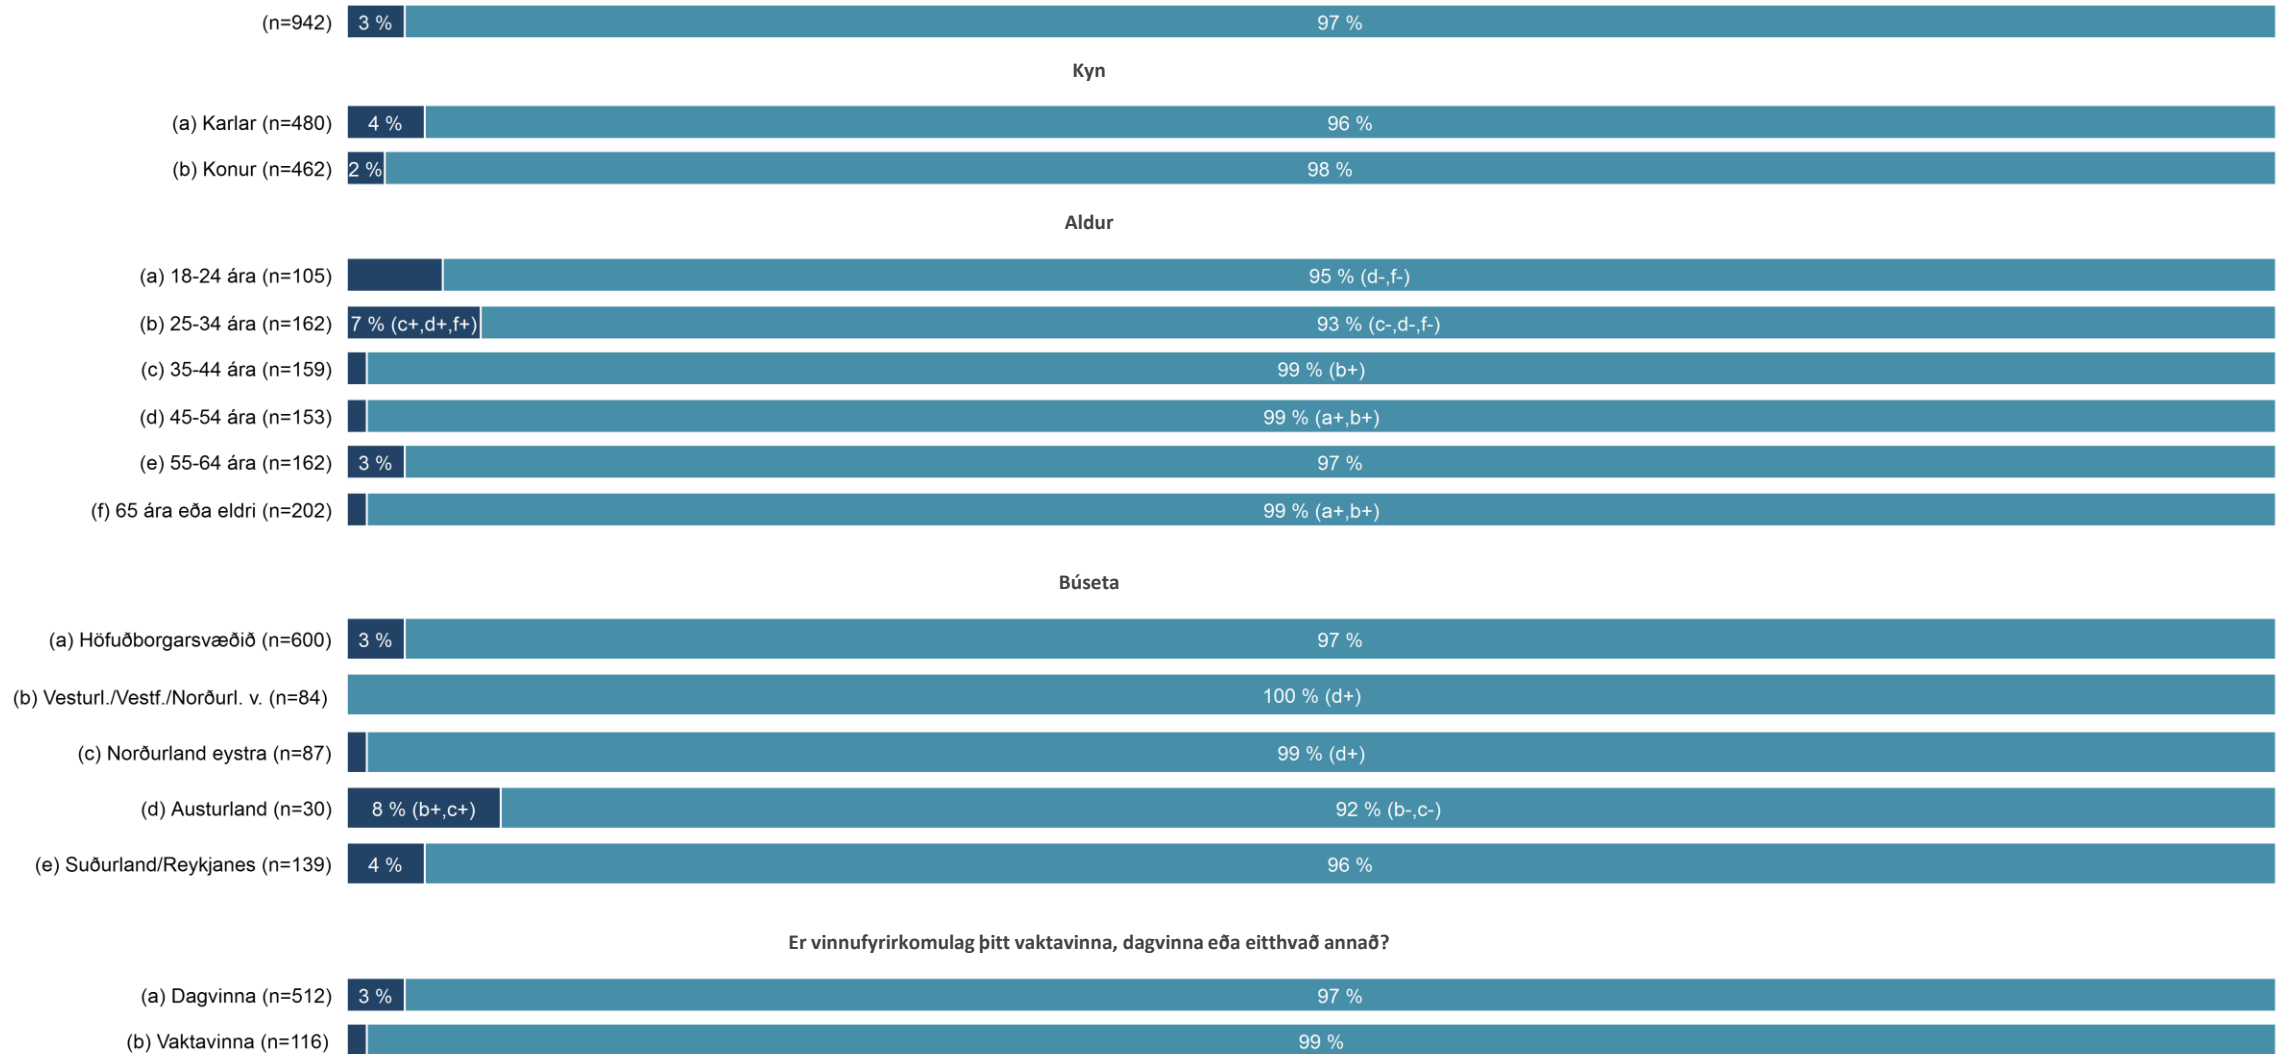 (n=942) 3 % 97 %
Kyn
(a) Karlar (n=480) 4 % 96 %
(b) Konur (n=462) 2 % 98 %
Aldur
(a) 18-24 ára (n=105) 95 % (d-,f-)
(b) 25-34 ára (n=162) 7 % (c+,d+,f+) 93 % (c-,d-,f-)
(c) 35-44 ára (n=159) 99 % (b+)
(d) 45-54 ára (n=153) 99 % (a+,b+)
(e) 55-64 ára (n=162) 3 % 97 %
(f) 65 ára eða eldri (n=202) 99 % (a+,b+)
Búseta
(a) Höfuðborgarsvæðið (n=600) 3 % 97 %
(b) Vesturl./Vestf./Norðurl. v. (n=84) 100 % (d+)
(c) Norðurland eystra (n=87) 99 % (d+)
(d) Austurland (n=30) 8 % (b+,c+) 92 % (b-,c-)
(e) Suðurland/Reykjanes (n=139) 4 % 96 %
Er vinnufyrirkomulag þitt vaktavinna, dagvinna eða eitthvað annað?
(a) Dagvinna (n=512) 3 % 97 %
(b) Vaktavinna (n=116) 99 %